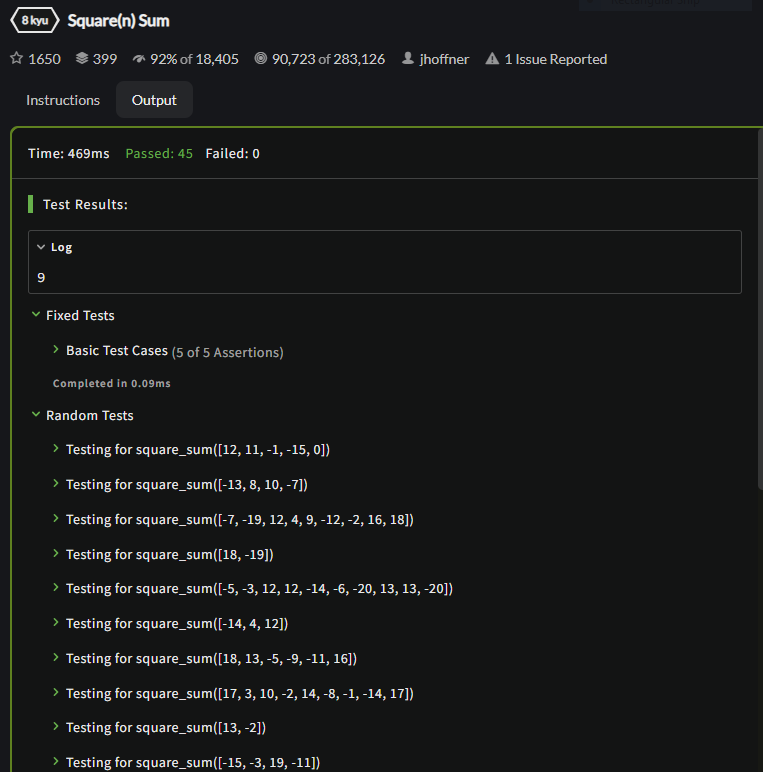 8 kyu Square(n) Sum
1650 399 92% of 18,405 90,723 of 283,126 jhoffner 1 Issue Reported
Instructions Output
Time: 469ms Passed: 45 Failed: 0
Test Results:
Log
9
Fixed Tests
Basic Test Cases (5 of 5 Assertions)
Completed in 0.09ms
Random Tests
Testing for square_sum([12, 11, -1, -15, 0])
Testing for square_sum([-13, 8, 10, -7])
Testing for square_sum([-7, -19, 12, 4, 9, -12, -2, 16, 18])
Testing for square_sum([18, -19])
Testing for square_sum([-5, -3, 12, 12, -14, -6, -20, 13, 13, -20])
Testing for square_sum([-14, 4, 12])
Testing for square_sum([18, 13, -5, -9, -11, 16])
Testing for square_sum([17, 3, 10, -2, 14, -8, -1, -14, 17])
Testing for square_sum([13, -2])
Testing for square_sum([-15, -3, 19, -11])